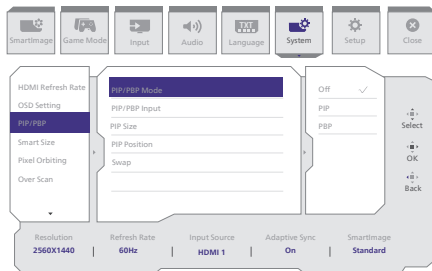 SmartImage
Game Mode
Input
Audio
TXT
Language
System
Setup
Close
HDMI Refresh Rate
OSD Setting
PIP/PBP
Smart Size
Pixel Orbiting
Over Scan
PIP/PBP Mode
PIP/PBP Input
PIP Size
PIP Position
Swap
Off
PIP
PBP
Select
OK
Back
Resolution
2560X1440
Refresh Rate
60Hz
Input Source
HDMI 1
Adaptive Sync
On
SmartImage
Standard